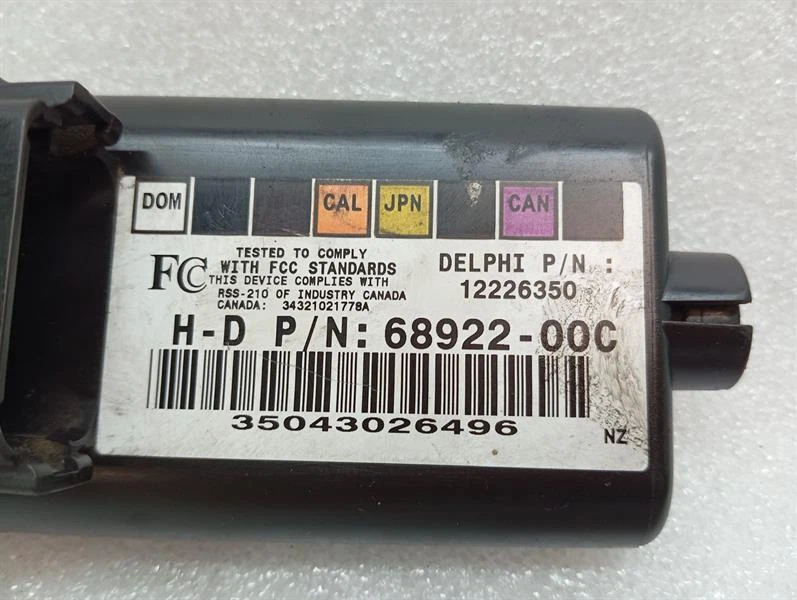 DOM CAL JPN CAN
FC
TESTED TO COMPLY
WITH FCC STANDARDS
THIS DEVICE COMPLIES WITH
RSS-210 OF INDUSTRY CANADA
CANADA: 34321021778A
DELPHI P/N :
12226350
H-D P/N: 68922-00C
35043026496
NZ